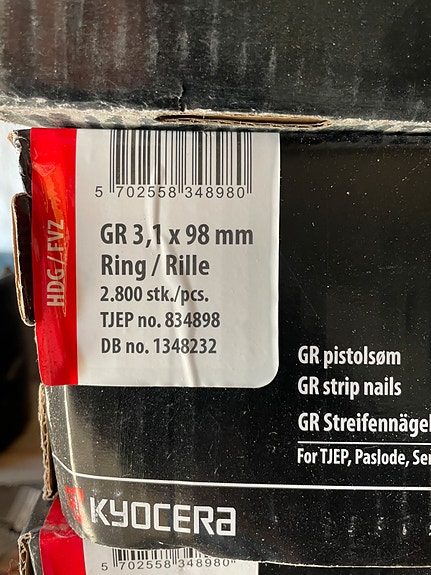 5 702558 348980
HDG / FVZ
GR 3,1 x 98 mm
Ring / Rille
2.800 stk./pcs.
TJEP no. 834898
DB no. 1348232
GR pistolsøm
GR strip nails
GR Streifennägel
For TJEP, Paslode,
KYOCERA
5 702558 348980